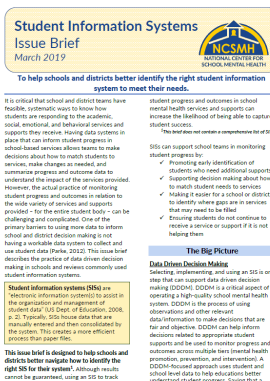 Student Information Systems
Issue Brief
March 2019
NCSMH
NATIONAL CENTER FOR
SCHOOL MENTAL HEALTH
To help schools and districts better identify the right student information
system to meet their needs.
It is critical that school and district teams have
feasible, systematic ways to know how
students are responding to the academic,
social, emotional, and behavioral services and
supports they receive. Having data systems in
place that can inform student progress in
school-based services allows teams to make
decisions about how to match students to
services, make changes as needed, and
summarize progress and outcome data to
understand the impact of the services provided.
However, the actual practice of monitoring
student progress and outcomes in relation to
the wide variety of services and supports
provided – for the entire student body – can be
challenging and complicated. One of the
primary barriers to using more data to inform
school and district decision making is not
having a workable data system to collect and
use student data (Parke, 2012). This issue brief
describes the practice of data driven decision
making in schools and reviews commonly used
student information systems.
Student information systems (SISs) are
"electronic information system(s) to assist in
the organization and management of
student data" (US Dept. of Education, 2008,
p. 2). Typically, SISs house data that are
manually entered and then consolidated by
the system. This creates a more efficient
process than paper files.
This issue brief is designed to help schools and
districts better navigate how to identify the
right SIS for their system¹. Although results
cannot be guaranteed, using an SIS to track
student progress and outcomes in school
mental health services and supports can
increase the likelihood of being able to capture
student success.
¹This brief does not contain a comprehensive list of SI
SISs can support school teams in monitoring
student progress by:
✓ Promoting early identification of
students who need additional supports
✓ Supporting decision making about how
to match student needs to services
✓ Making it easier for a school or district
to identify where gaps are in services
that may need to be filled
✓ Ensuring students do not continue to
receive a service or support if it is not
helping them
The Big Picture
Data Driven Decision Making
Selecting, implementing, and using an SIS is one
step that can support data driven decision
making (DDDM). DDDM is a critical aspect of
operating a high-quality school mental health
system. DDDM is the process of using
observations and other relevant
data/information to make decisions that are
fair and objective. DDDM can help inform
decisions related to appropriate student
supports and be used to monitor progress and
outcomes across multiple tiers (mental health
promotion, prevention, and intervention). A
DDDM-focused approach uses student and
school level data to help educators better
understand student progress. Saying that a